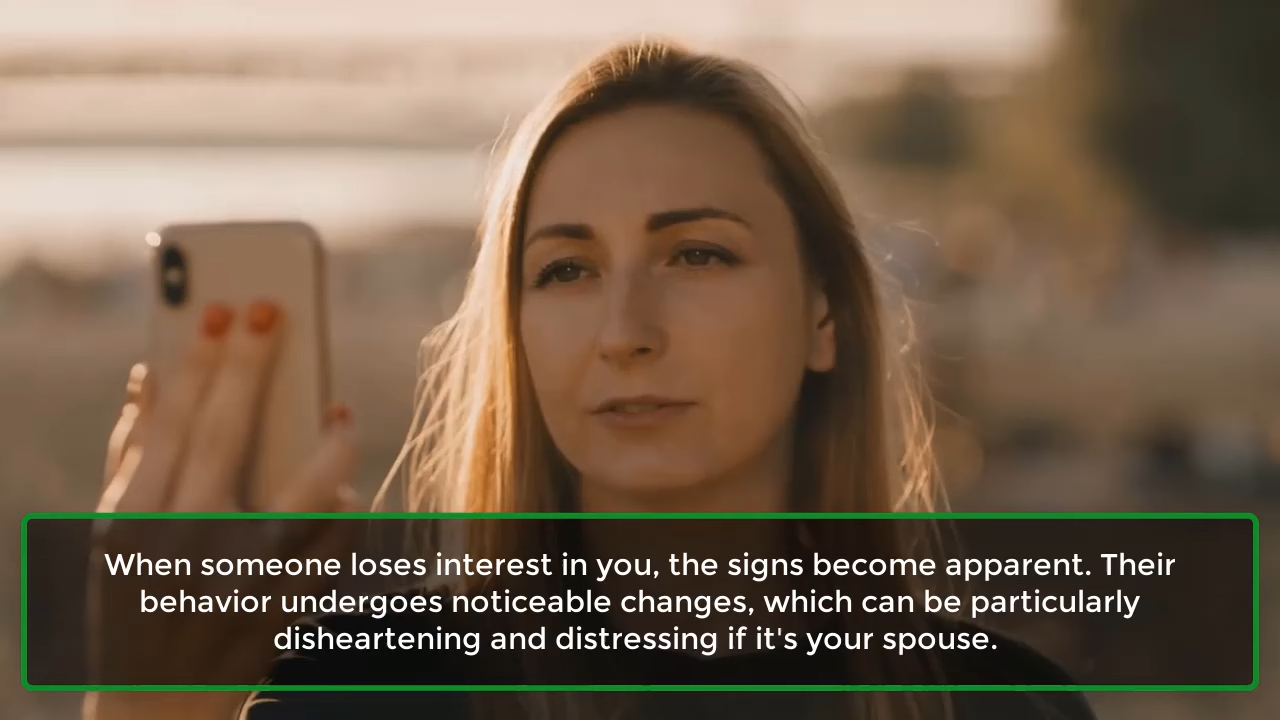 When someone loses interest in you, the signs become apparent. Their
behavior undergoes noticeable changes, which can be particularly
disheartening and distressing if it's your spouse.